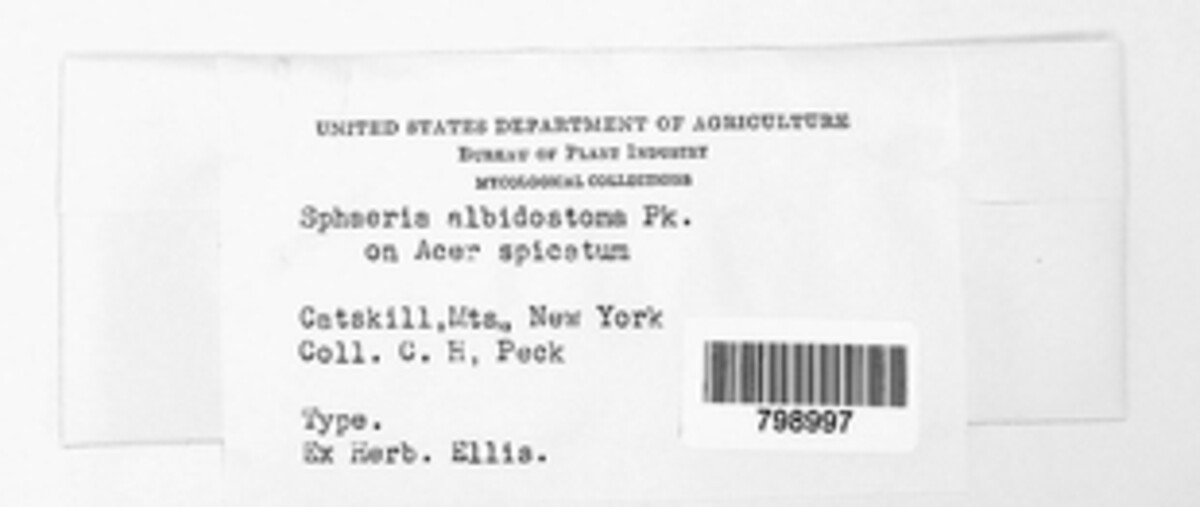 UNITED STATES DEPARTMENT OF AGRICULTURE
BUREAU OF PLANT INDUSTRY
MYCOLOGICAL COLLECTIONS
Sphaeria albidostoma Pk.
on Acer spicatum
Catskill,Mts., New York
Coll. C. H. Peck
Type.
Ex Herb. Ellis.
798997